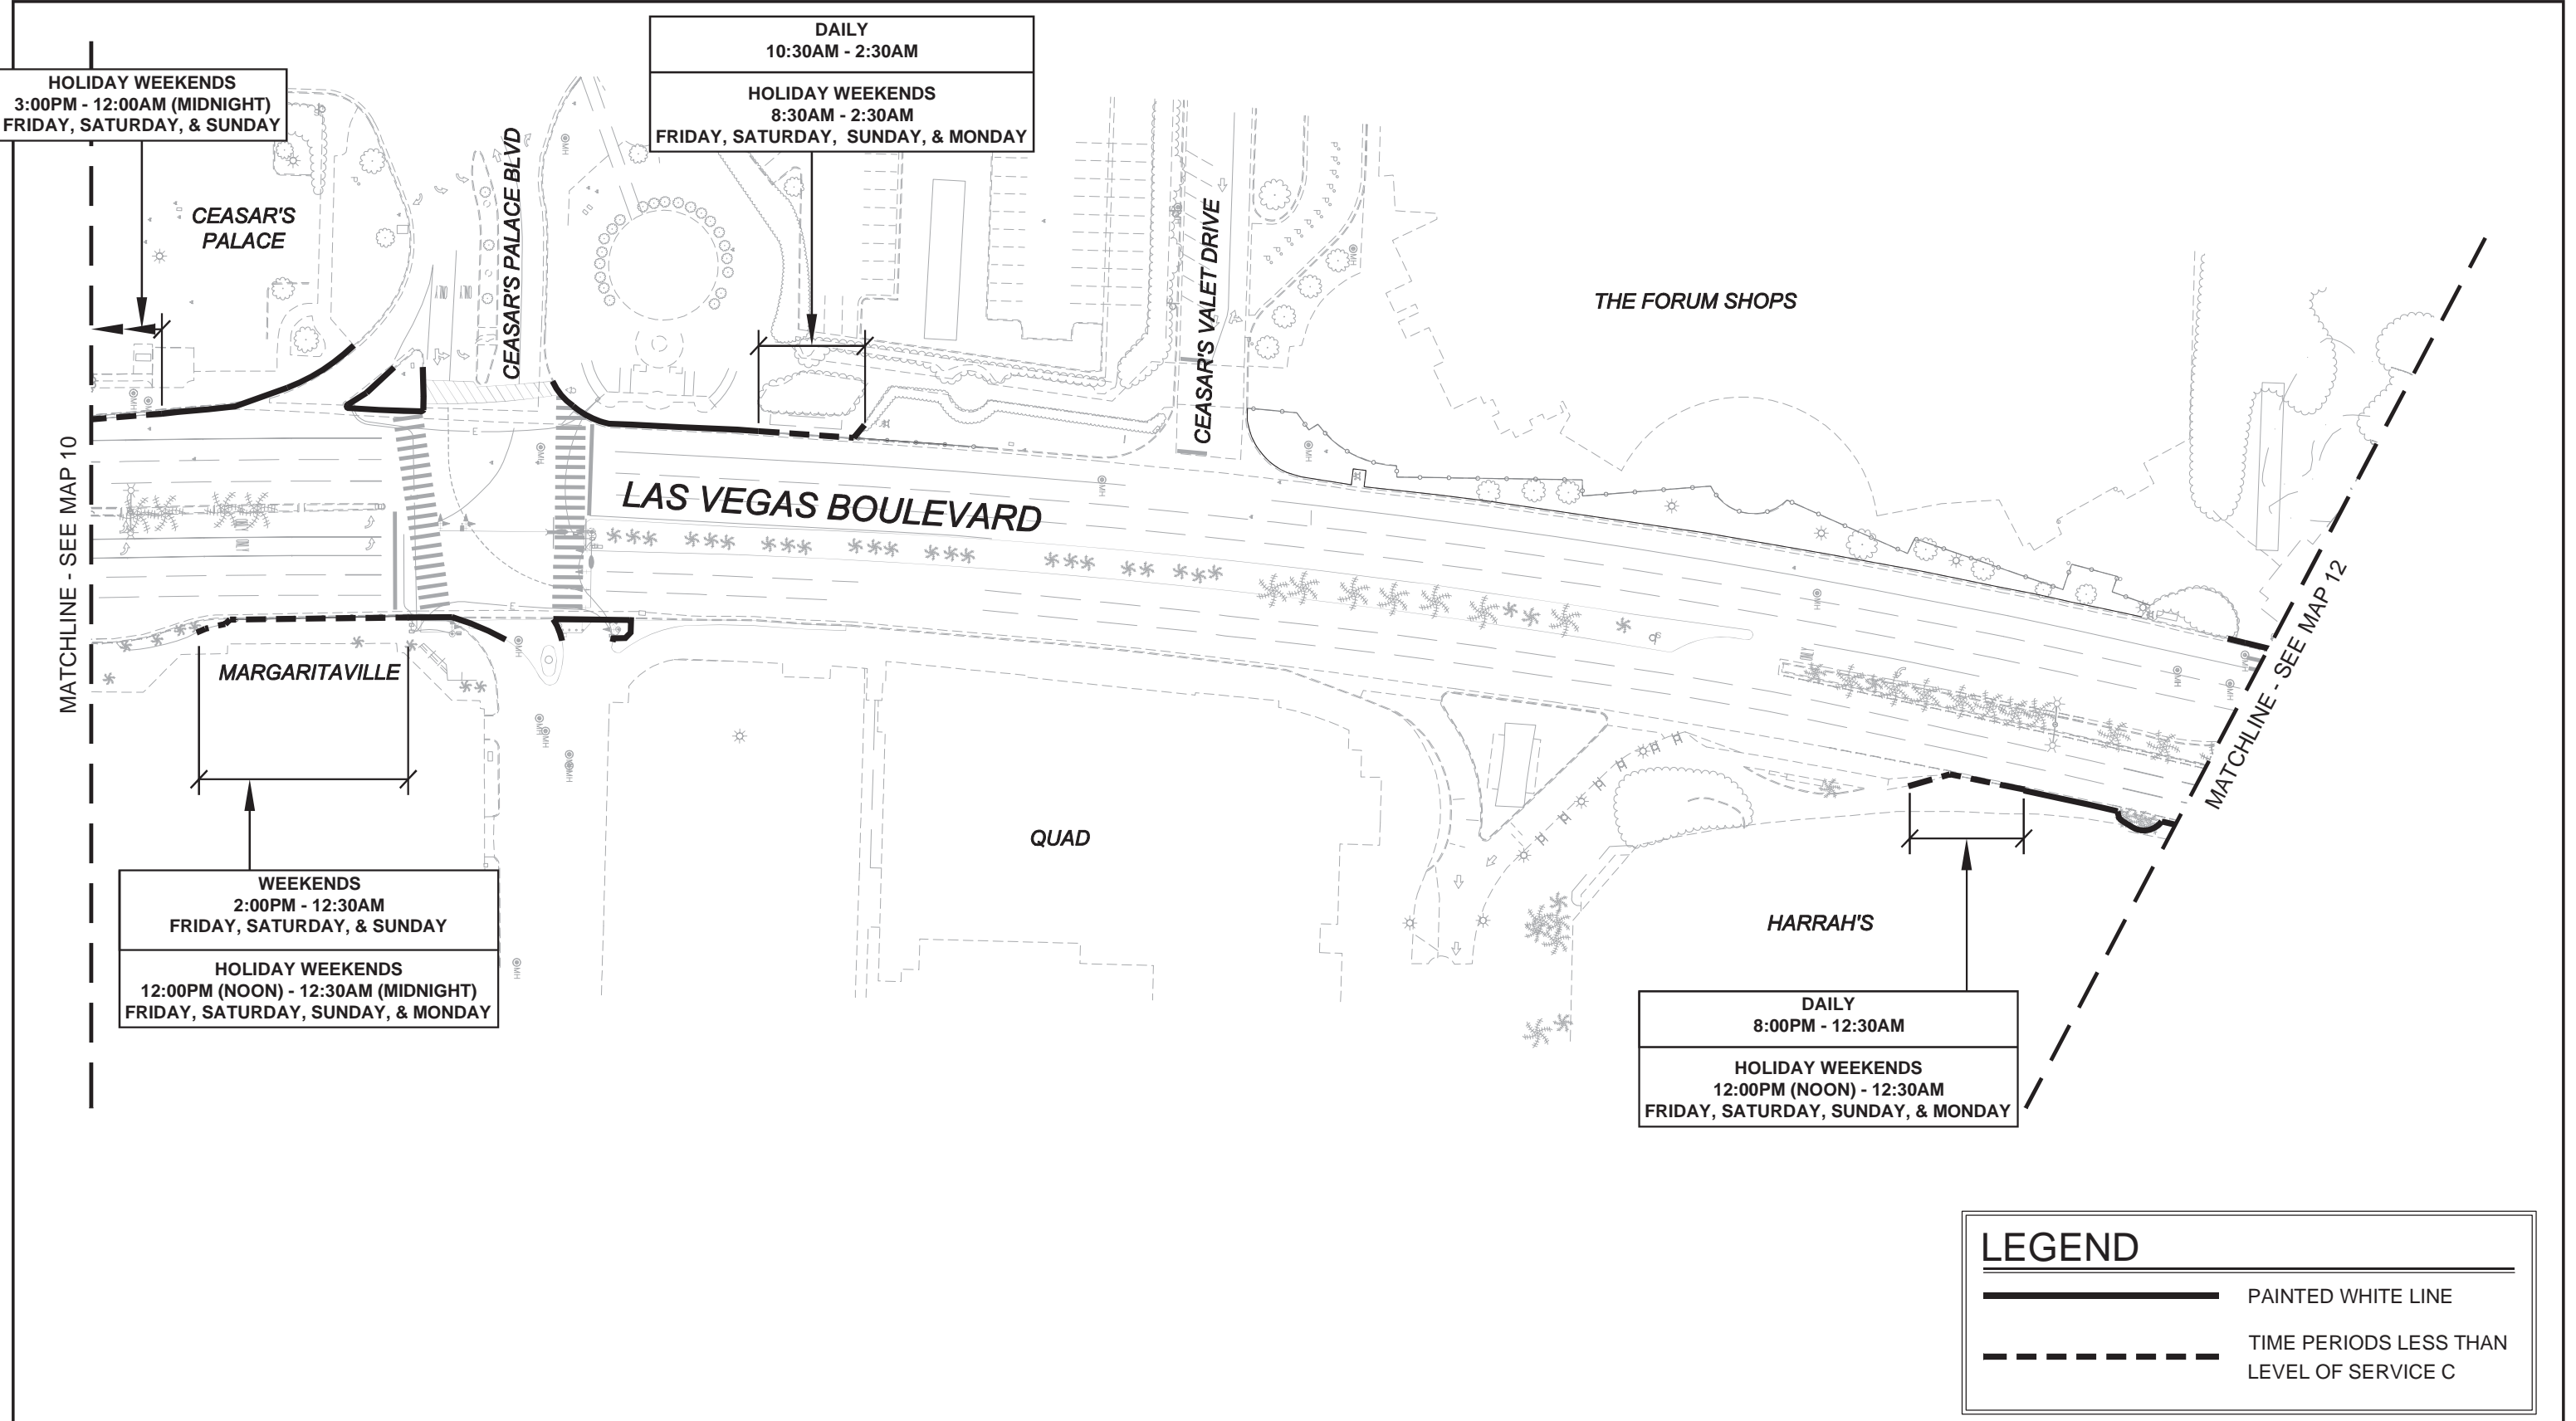 DAILY
10:30AM - 2:30AM
HOLIDAY WEEKENDS
8:30AM - 2:30AM
FRIDAY, SATURDAY, SUNDAY, & MONDAY
HOLIDAY WEEKENDS
3:00PM - 12:00AM (MIDNIGHT)
FRIDAY, SATURDAY, & SUNDAY
CEASAR'S
PALACE
CEASAR'S PALACE BLVD
CEASAR'S VALET DRIVE
THE FORUM SHOPS
MATCHLINE - SEE MAP 10
LAS VEGAS BOULEVARD
MATCHLINE - SEE MAP 12
MARGARITAVILLE
QUAD
HARRAH'S
WEEKENDS
2:00PM - 12:30AM
FRIDAY, SATURDAY, & SUNDAY
HOLIDAY WEEKENDS
12:00PM (NOON) - 12:30AM (MIDNIGHT)
FRIDAY, SATURDAY, SUNDAY, & MONDAY
DAILY
8:00PM - 12:30AM
HOLIDAY WEEKENDS
12:00PM (NOON) - 12:30AM
FRIDAY, SATURDAY, SUNDAY, & MONDAY
LEGEND
PAINTED WHITE LINE
TIME PERIODS LESS THAN
LEVEL OF SERVICE C